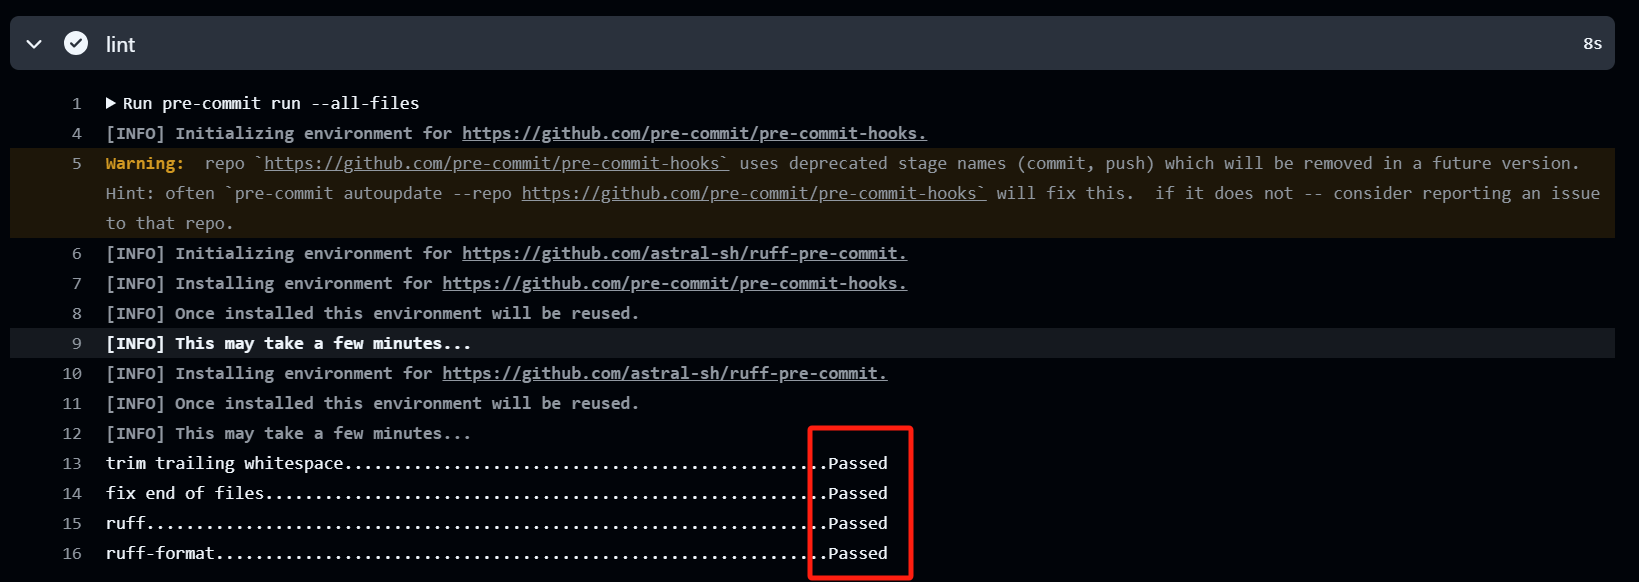 lint
8s
1 Run pre-commit run --all-files
4 [INFO] Initializing environment for https://github.com/pre-commit/pre-commit-hooks.
5 Warning:  repo `https://github.com/pre-commit/pre-commit-hooks` uses deprecated stage names (commit, push) which will be removed in a future version.
Hint: often `pre-commit autoupdate --repo https://github.com/pre-commit/pre-commit-hooks` will fix this.  if it does not -- consider reporting an issue
to that repo.
6 [INFO] Initializing environment for https://github.com/astral-sh/ruff-pre-commit.
7 [INFO] Installing environment for https://github.com/pre-commit/pre-commit-hooks.
8 [INFO] Once installed this environment will be reused.
9 [INFO] This may take a few minutes...
10 [INFO] Installing environment for https://github.com/astral-sh/ruff-pre-commit.
11 [INFO] Once installed this environment will be reused.
12 [INFO] This may take a few minutes...
13 trim trailing whitespace.................................................Passed
14 fix end of files.........................................................Passed
15 ruff.....................................................................Passed
16 ruff-format..............................................................Passed